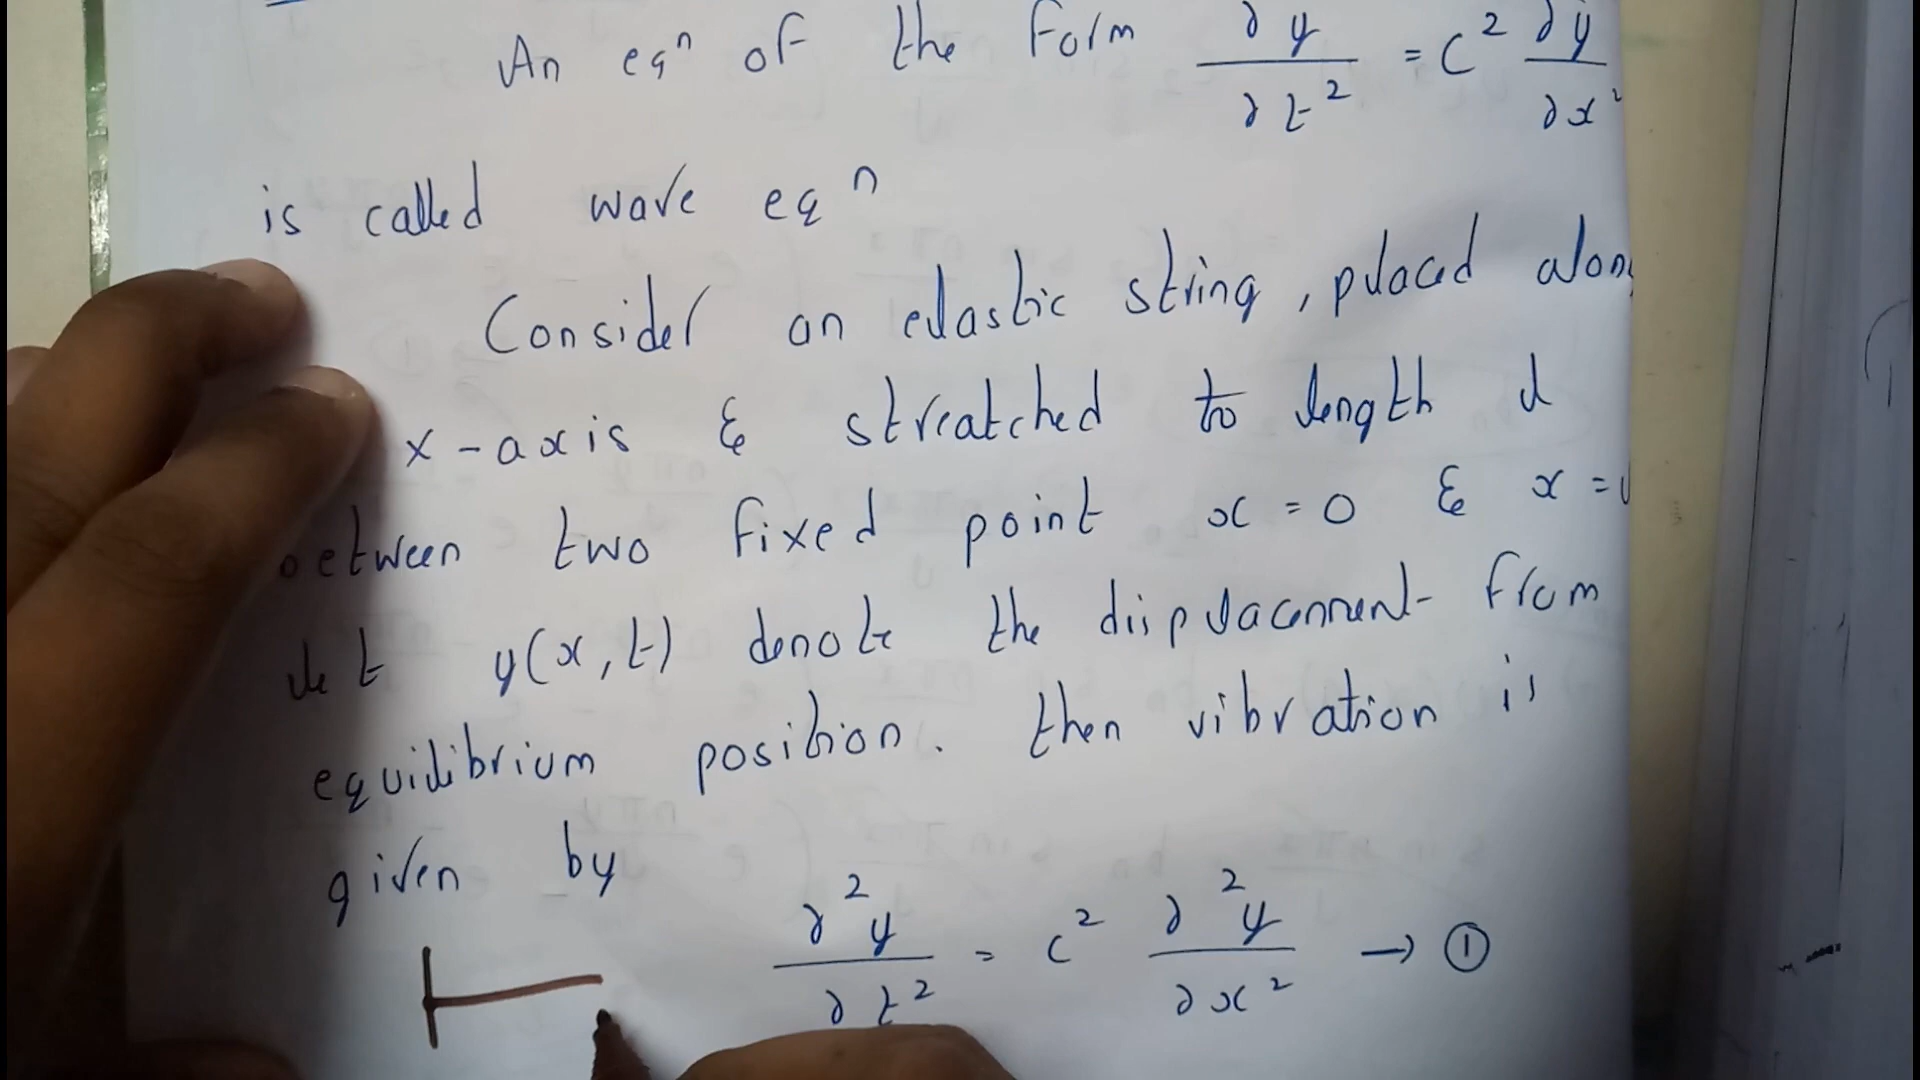 An eqⁿ of the form ∂y/∂t² = c² ∂y/∂x²
is called wave eqⁿ
Consider an elastic string, placed along
x-axis & streatched to length l
between two fixed point x = 0 & x = l
let y(x,t) denote the displacement from
equilibrium position. then vibration is
given by
∂²y/∂t² = c² ∂²y/∂x² → ①